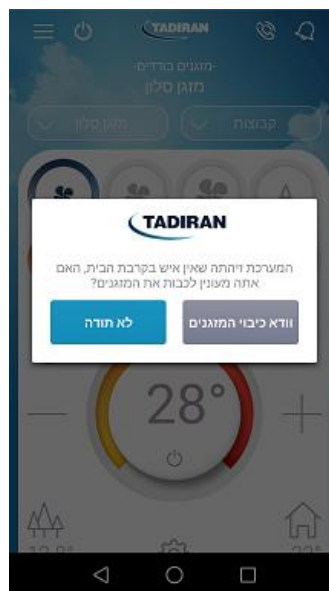 TADIRAN
-מזגנים בודדים-
מזגן סלון
קבוצות
מזגן סלון
A
TADIRAN
המערכת זיהתה שאין איש בקרבת הבית, האם
אתה מעונין לכבות את המזגנים?
וודא כיבוי המזגנים
לא תודה
28°